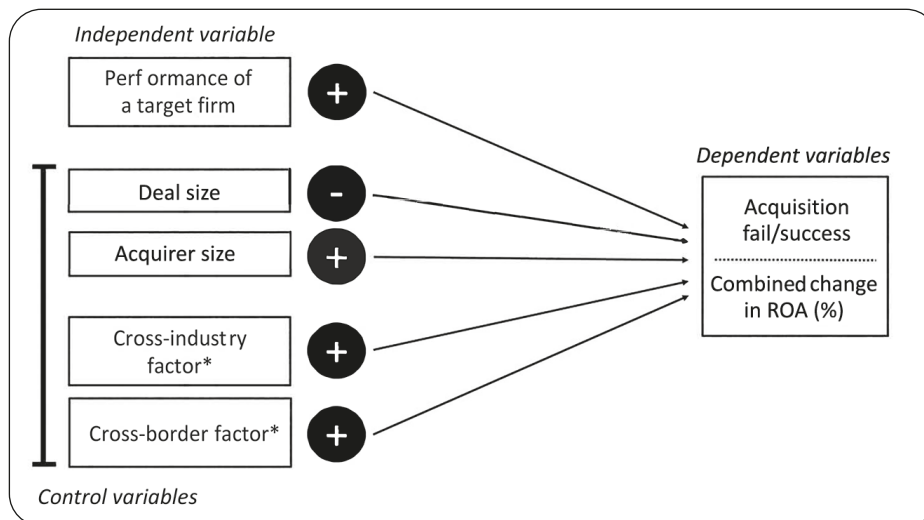 Independent variable
Perf ormance of
a target firm
+
Deal size
-
Acquirer size
+
Cross-industry
factor*
+
Cross-border factor*
+
Control variables
Dependent variables
Acquisition
fail/success
Combined change
in ROA (%)